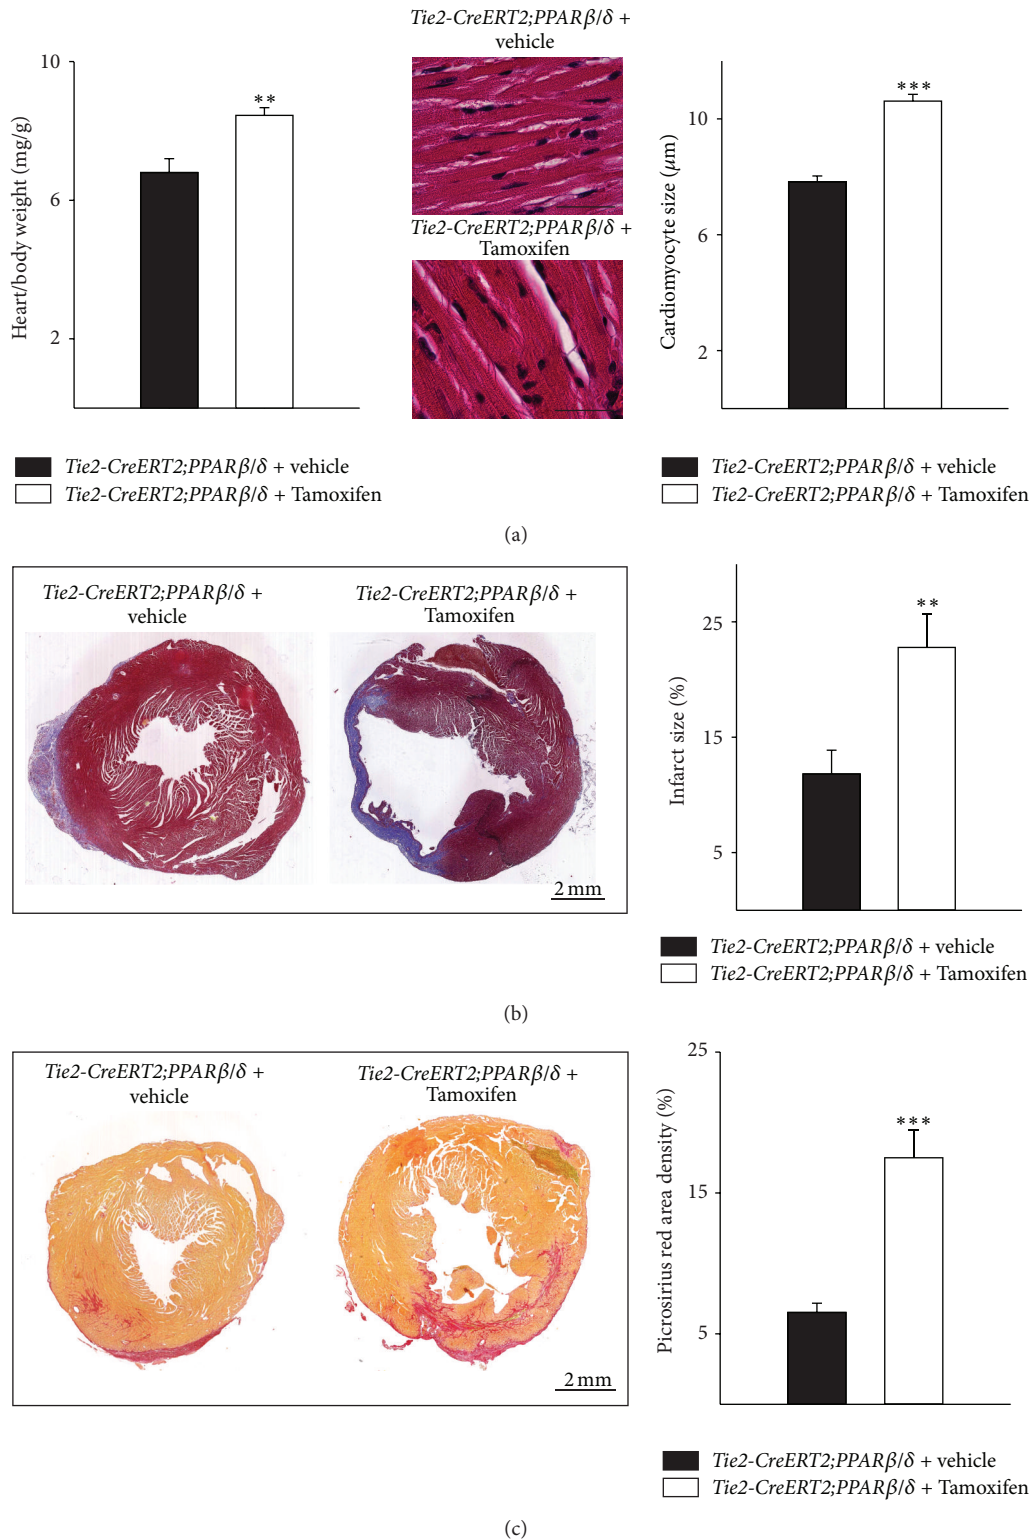 Tie2-CreERT2;PPARβ/δ +
vehicle
10
6
2
Heart/body weight (mg/g)
**
Tie2-CreERT2;PPARβ/δ +
Tamoxifen
10
6
2
Cardiomyocyte size (μm)
***
Tie2-CreERT2;PPARβ/δ + vehicle
Tie2-CreERT2;PPARβ/δ + Tamoxifen
Tie2-CreERT2;PPARβ/δ + vehicle
Tie2-CreERT2;PPARβ/δ + Tamoxifen
(a)
Tie2-CreERT2;PPARβ/δ +
vehicle
Tie2-CreERT2;PPARβ/δ +
Tamoxifen
2 mm
25
15
5
Infarct size (%)
**
Tie2-CreERT2;PPARβ/δ + vehicle
Tie2-CreERT2;PPARβ/δ + Tamoxifen
(b)
Tie2-CreERT2;PPARβ/δ +
vehicle
Tie2-CreERT2;PPARβ/δ +
Tamoxifen
2 mm
25
15
5
Picrosirius red area density (%)
***
Tie2-CreERT2;PPARβ/δ + vehicle
Tie2-CreERT2;PPARβ/δ + Tamoxifen
(c)